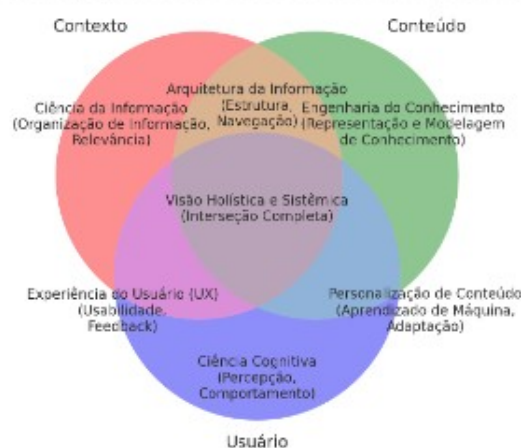 Contexto
Conteúdo
Arquitetura da Informação
(Estrutura,
Navegação)
Ciência da Informação
(Organização de Informação,
Relevância)
Engenharia do Conhecimento
(Representação e Modelagem
de Conhecimento)
Visão Holística e Sistêmica
(Interseção Completa)
Experiência do Usuário (UX)
(Usabilidade,
Feedback)
Personalização de Conteúdo
(Aprendizado de Máquina,
Adaptação)
Ciência Cognitiva
(Percepção,
Comportamento)
Usuário